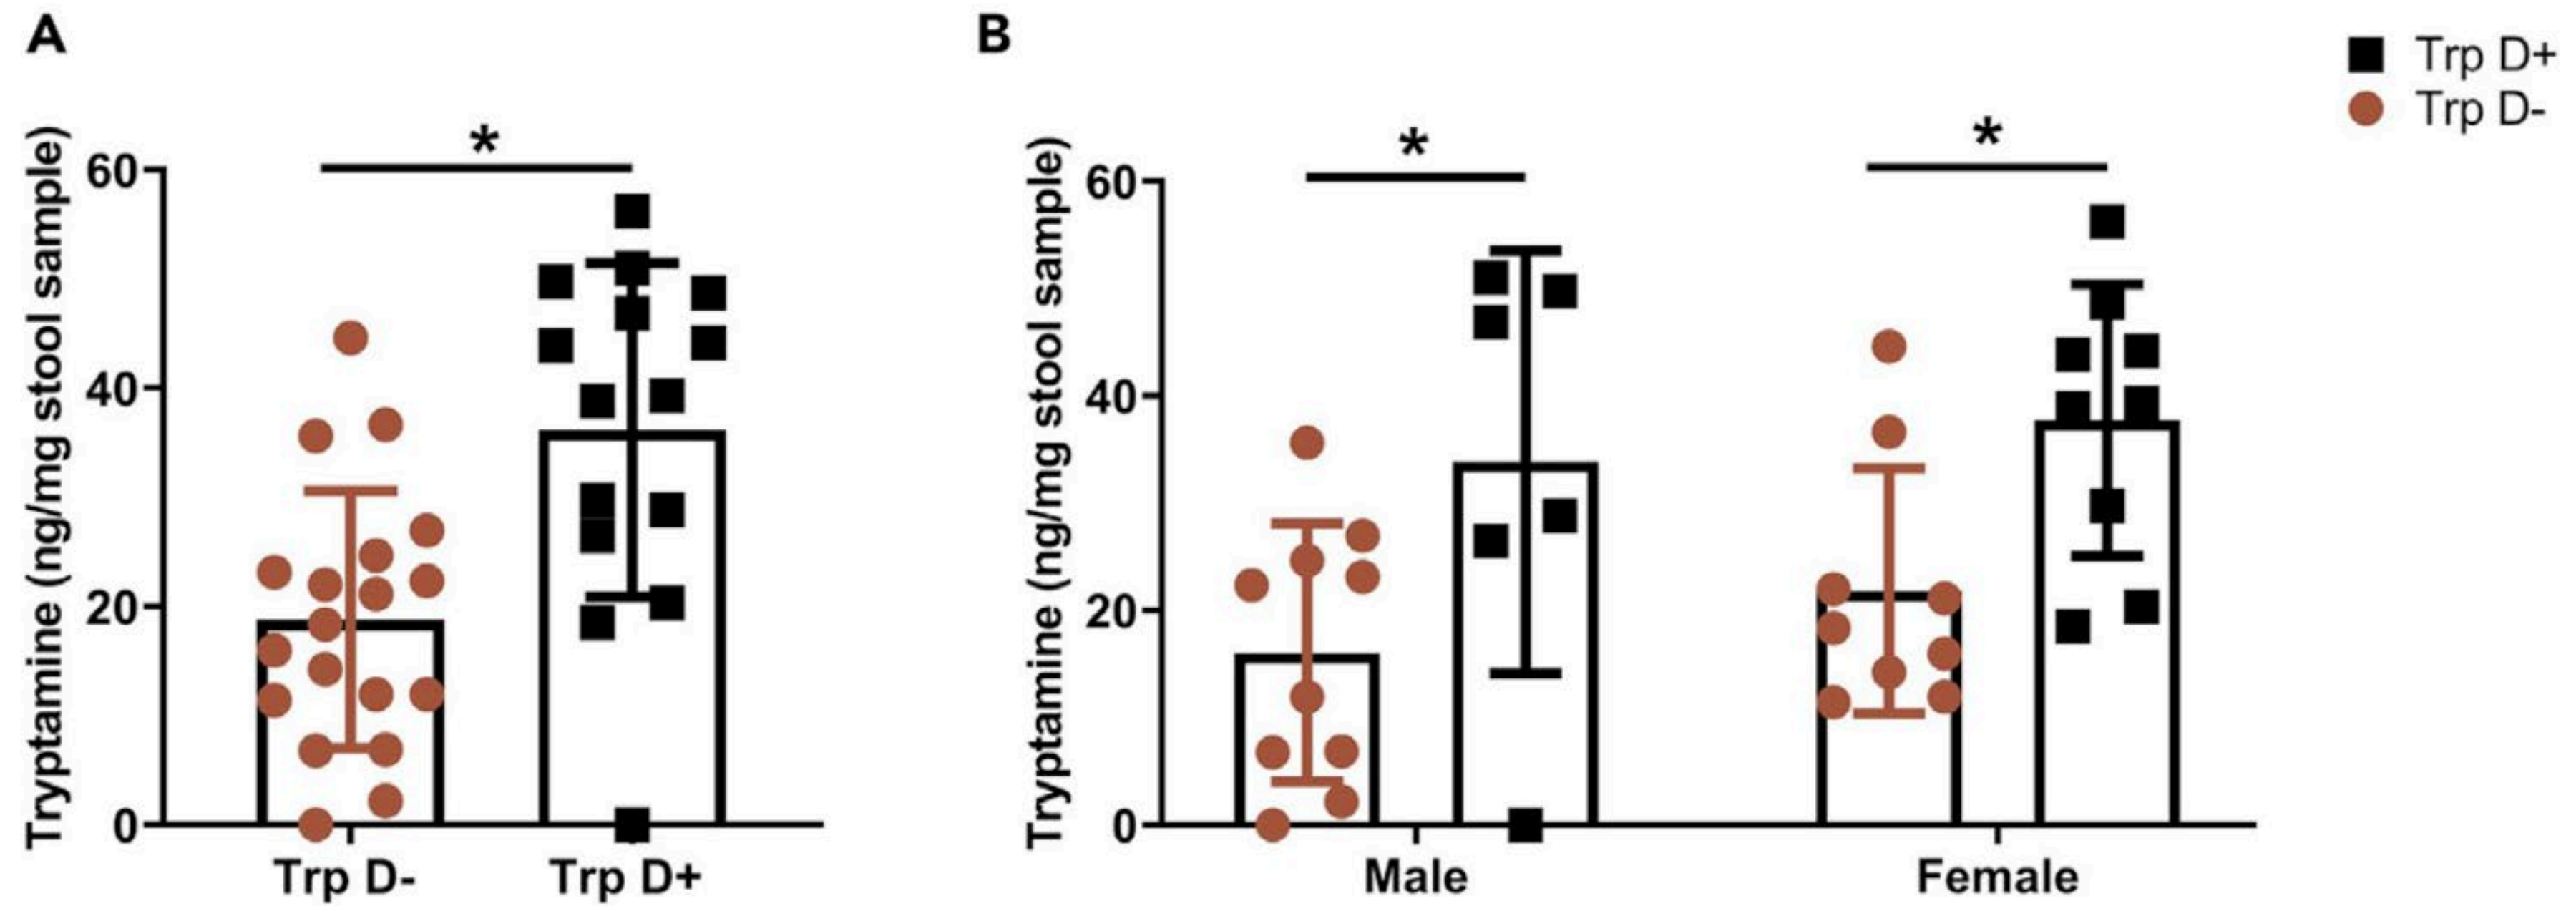 A
Tryptamine (ng/mg stool sample)
60
40
20
0
*
Trp D-
Trp D+
B
Tryptamine (ng/mg stool sample)
60
40
20
0
*
*
Male
Female
Trp D+
Trp D-